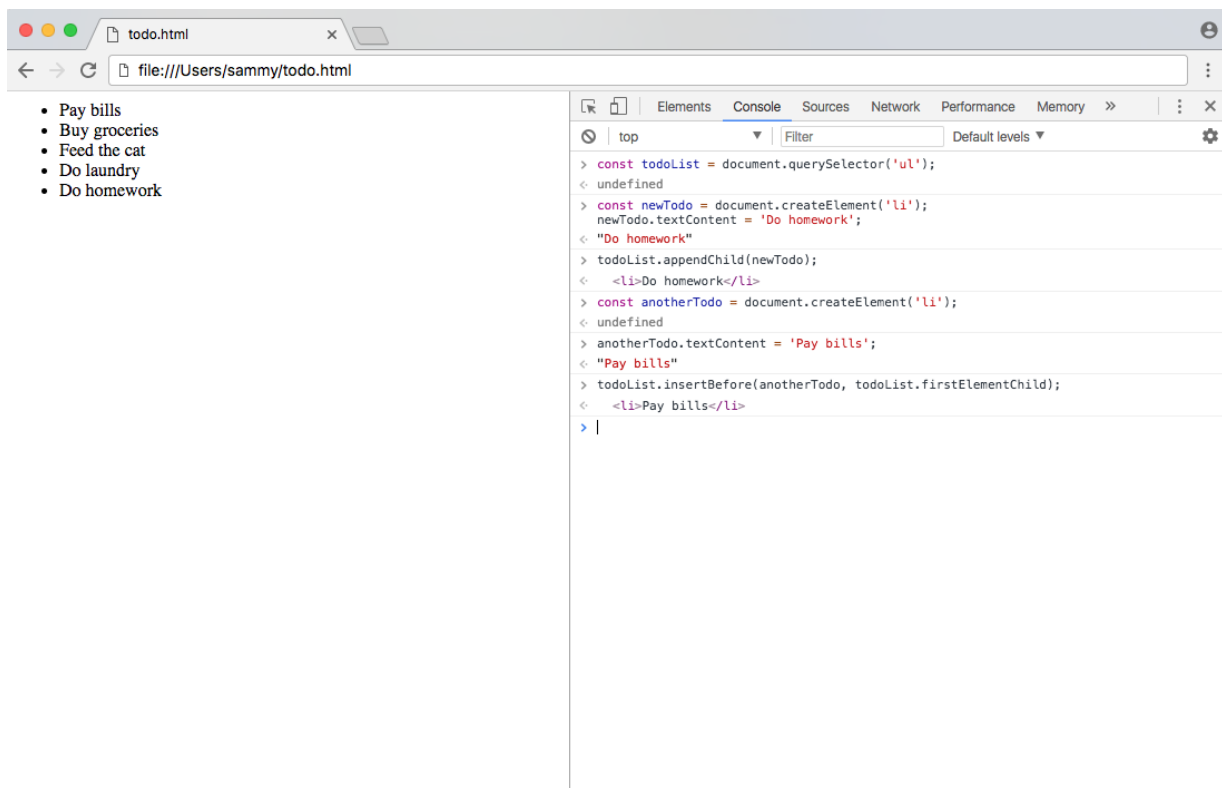 todo.html
file:///Users/sammy/todo.html
Pay bills
Buy groceries
Feed the cat
Do laundry
Do homework
Elements Console Sources Network Performance Memory
top Filter Default levels
const todoList = document.querySelector('ul');
undefined
const newTodo = document.createElement('li');
newTodo.textContent = 'Do homework';
"Do homework"
todoList.appendChild(newTodo);
<li>Do homework</li>
const anotherTodo = document.createElement('li');
undefined
anotherTodo.textContent = 'Pay bills';
"Pay bills"
todoList.insertBefore(anotherTodo, todoList.firstElementChild);
<li>Pay bills</li>